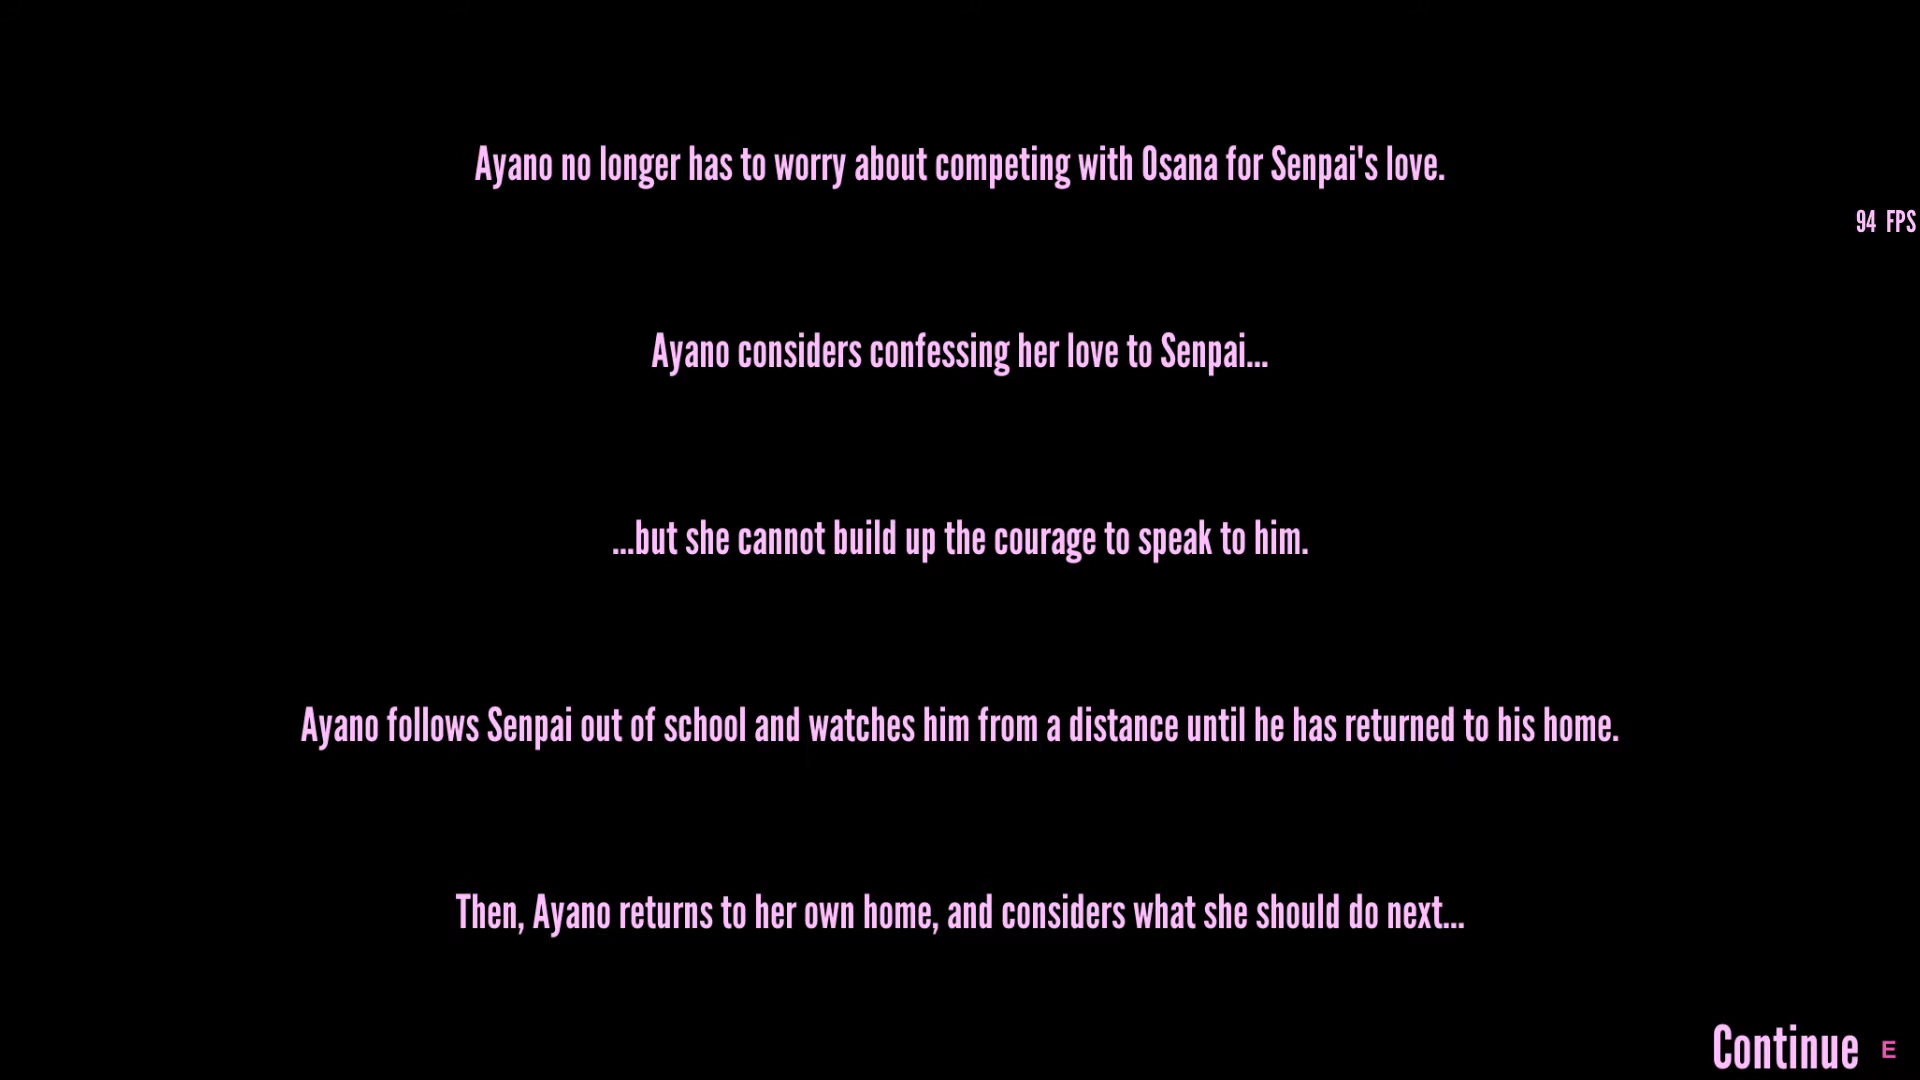 Ayano no longer has to worry about competing with Osana for Senpai's love.
94 FPS
Ayano considers confessing her love to Senpai...
...but she cannot build up the courage to speak to him.
Ayano follows Senpai out of school and watches him from a distance until he has returned to his home.
Then, Ayano returns to her own home, and considers what she should do next...
Continue E